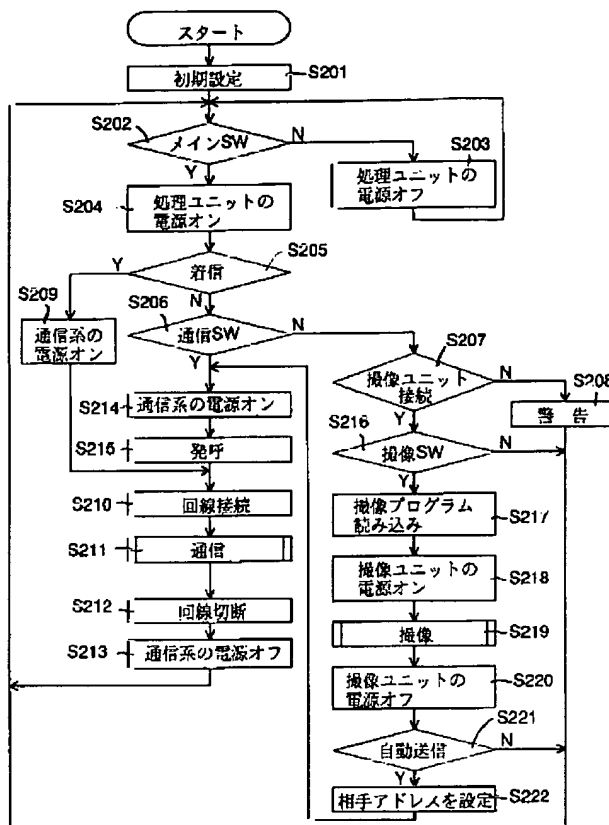 スタート
初期設定
S201
S202
メインSW
N
Y
S203
処理ユニットの
電源オフ
S204
処理ユニットの
電源オン
S205
着信
Y
N
S209
通信系の
電源オン
S206
通信SW
N
Y
S207
撮像ユニット
接続
N
Y
S208
警告
S214
通信系の電源オン
S215
発呼
S210
回線接続
S211
通信
S212
回線切断
S213
通信系の電源オフ
S216
撮像SW
N
Y
撮像プログラム
読み込み
S217
撮像ユニットの
電源オン
S218
撮像
S219
撮像ユニットの
電源オフ
S220
S221
自動送信
N
Y
相手アドレスを設定
S222